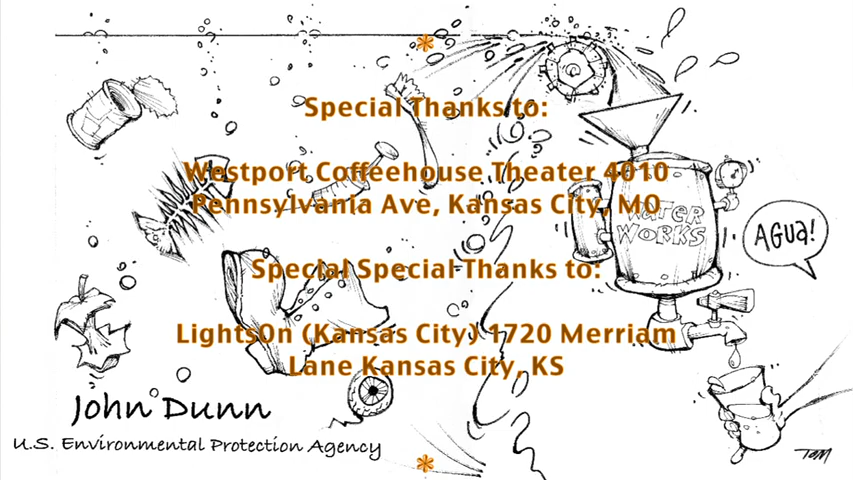 *
Special Thanks to:
Westport Coffeehouse Theater 4010
Pennsylvania Ave, Kansas City, MO
WATER
WORKS
AGUA!
Special Special Thanks to:
LightsOn (Kansas City) 1720 Merriam
Lane Kansas City, KS
John Dunn
U.S. Environmental Protection Agency
*
TOM